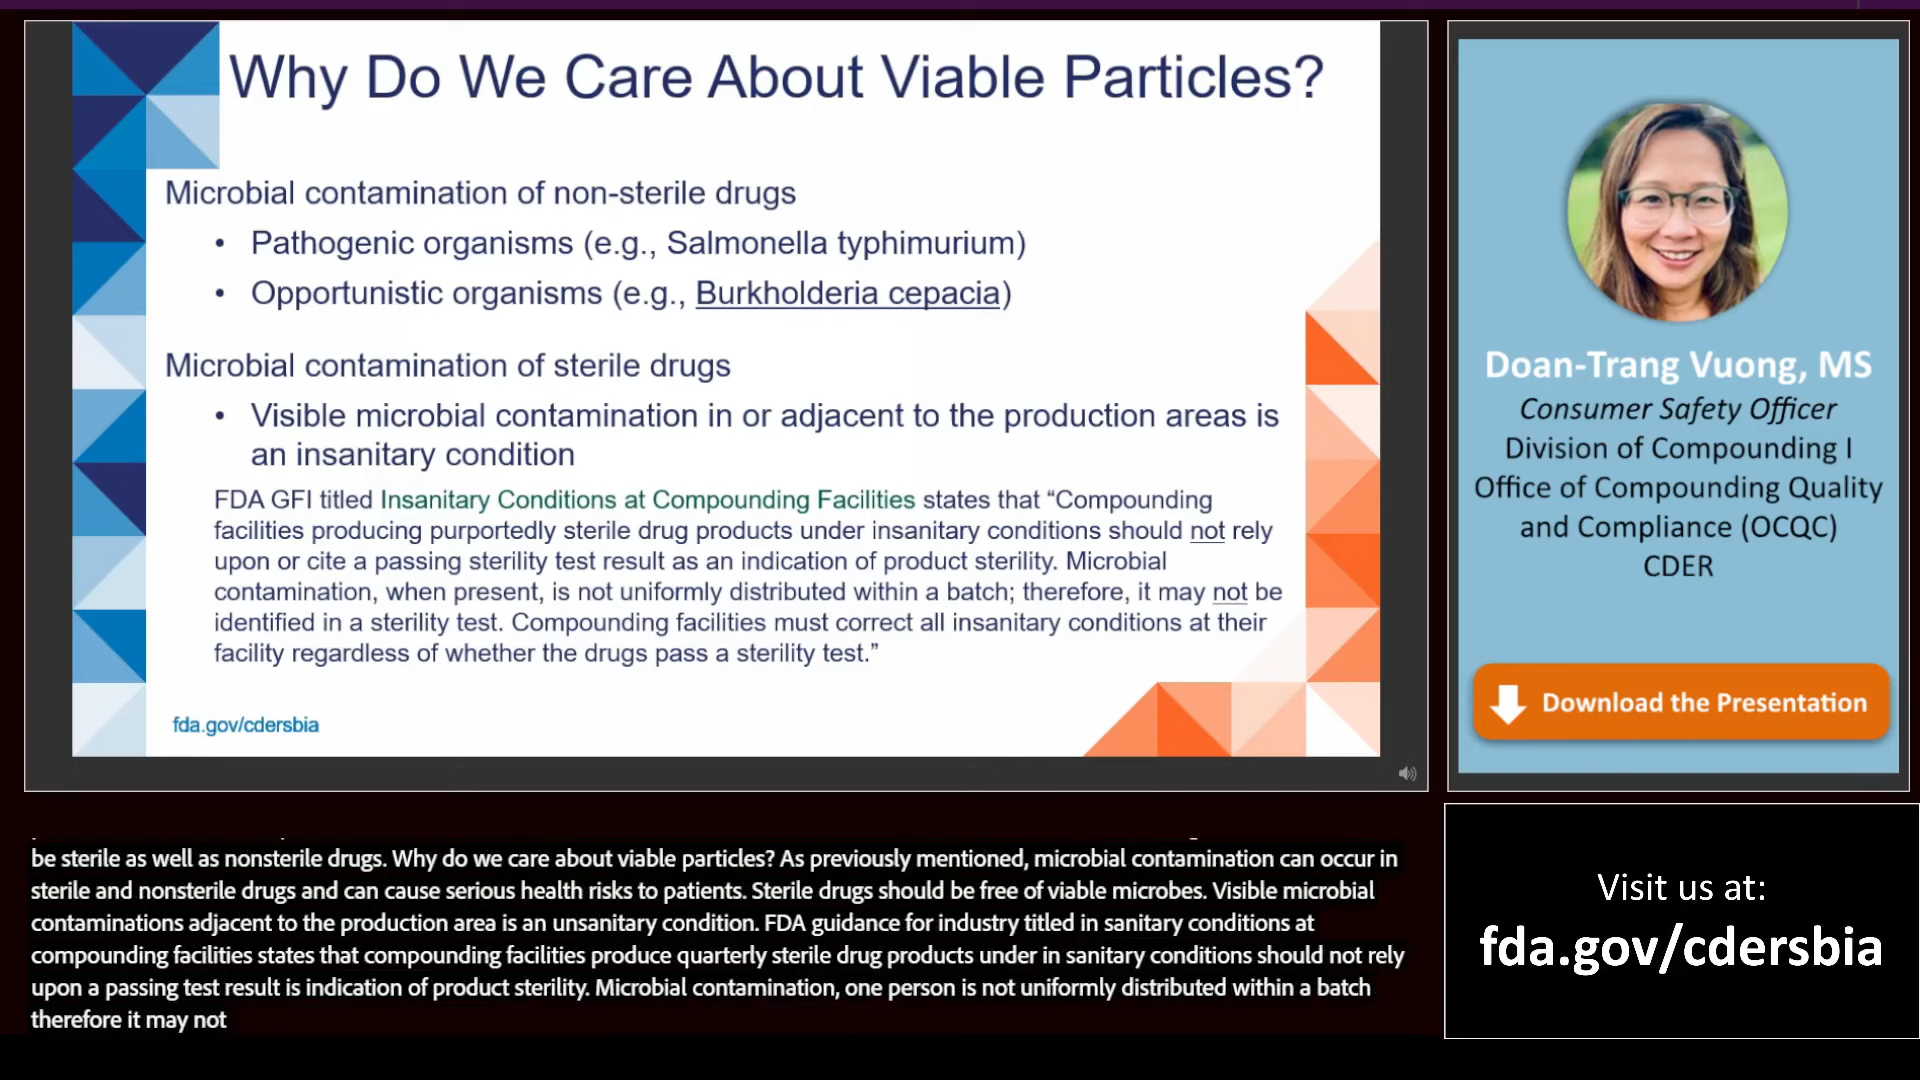 Why Do We Care About Viable Particles?
Microbial contamination of non-sterile drugs
• Pathogenic organisms (e.g., Salmonella typhimurium)
• Opportunistic organisms (e.g., Burkholderia cepacia)
Microbial contamination of sterile drugs
• Visible microbial contamination in or adjacent to the production areas is
an insanitary condition
FDA GFI titled Insanitary Conditions at Compounding Facilities states that “Compounding
facilities producing purportedly sterile drug products under insanitary conditions should not rely
upon or cite a passing sterility test result as an indication of product sterility. Microbial
contamination, when present, is not uniformly distributed within a batch; therefore, it may not be
identified in a sterility test. Compounding facilities must correct all insanitary conditions at their
facility regardless of whether the drugs pass a sterility test.”
fda.gov/cdersbia
Doan-Trang Vuong, MS
Consumer Safety Officer
Division of Compounding I
Office of Compounding Quality
and Compliance (OCQC)
CDER
Download the Presentation
be sterile as well as nonsterile drugs. Why do we care about viable particles? As previously mentioned, microbial contamination can occur in
sterile and nonsterile drugs and can cause serious health risks to patients. Sterile drugs should be free of viable microbes. Visible microbial
contaminations adjacent to the production area is an unsanitary condition. FDA guidance for industry titled in sanitary conditions at
compounding facilities states that compounding facilities produce quarterly sterile drug products under in sanitary conditions should not rely
upon a passing test result is indication of product sterility. Microbial contamination, one person is not uniformly distributed within a batch
therefore it may not
Visit us at:
fda.gov/cdersbia